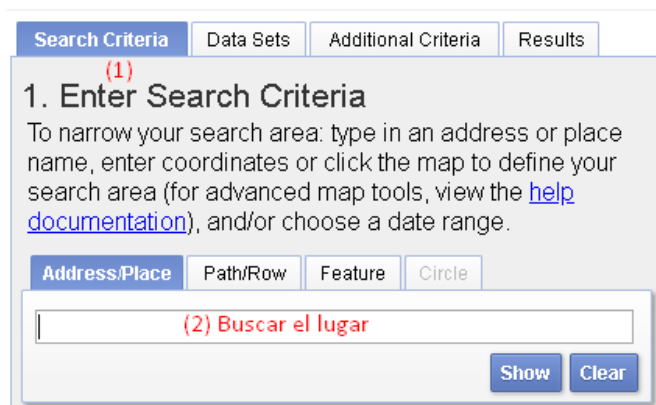 Search Criteria Data Sets Additional Criteria Results
(1)
1. Enter Search Criteria
To narrow your search area: type in an address or place
name, enter coordinates or click the map to define your
search area (for advanced map tools, view the help
documentation), and/or choose a date range.
Address/Place Path/Row Feature Circle
(2) Buscar el lugar
Show Clear